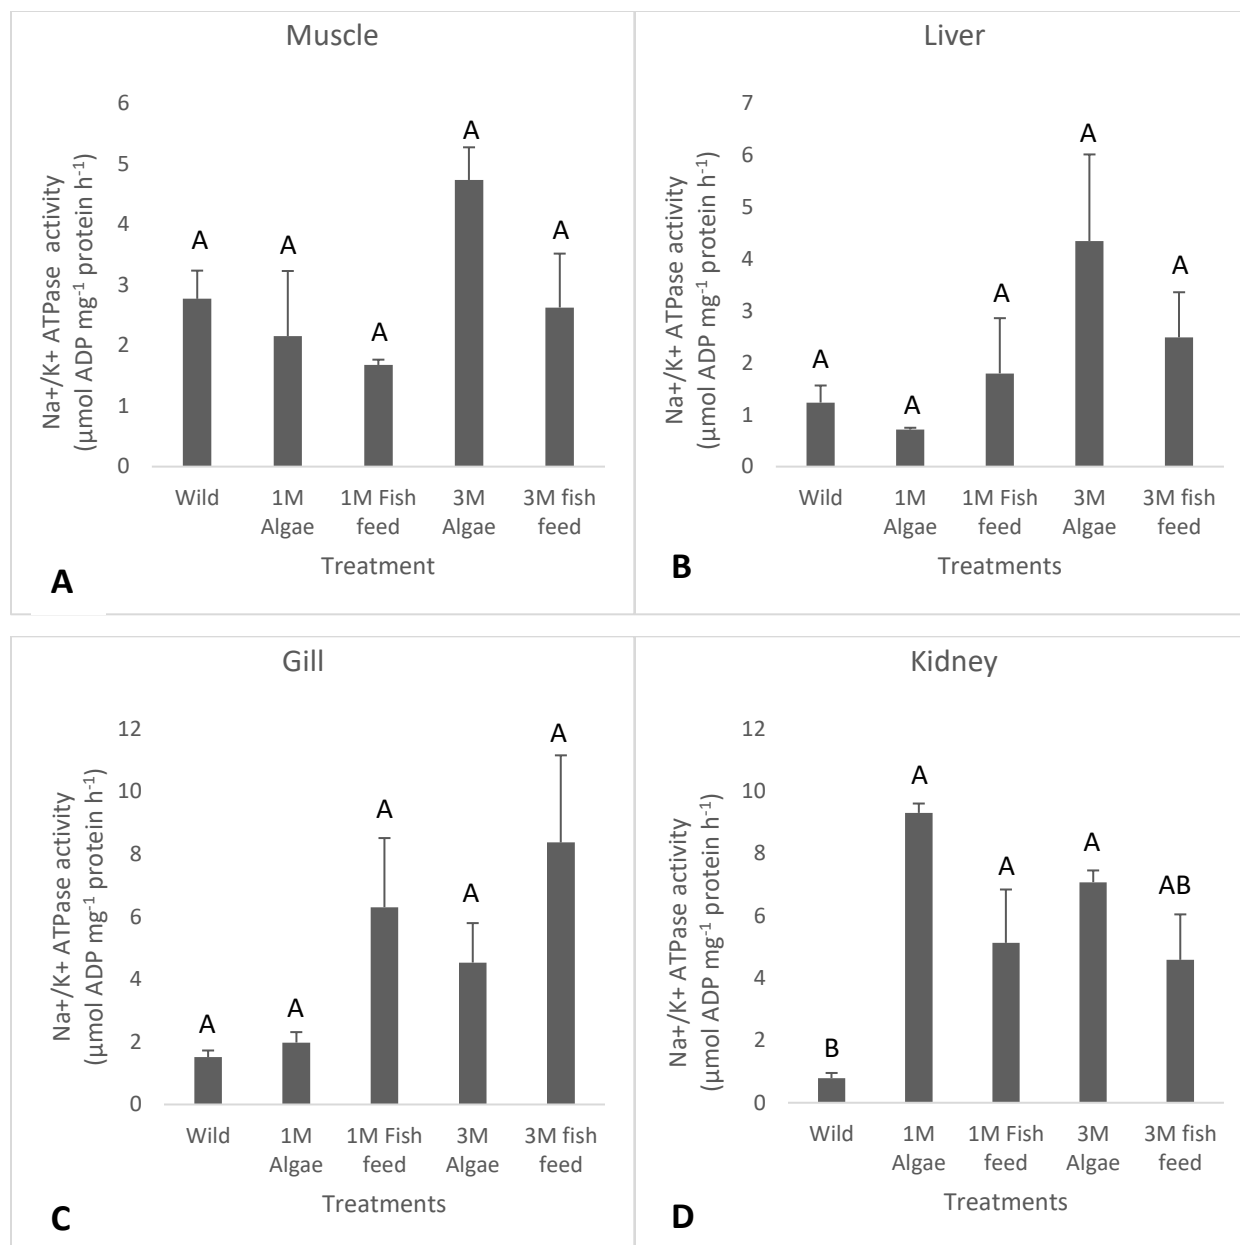 Muscle
Na+/K+ ATPase activity
(µmol ADP mg⁻¹ protein h⁻¹)
6
5
4
3
2
1
0
A
A
A
A
A
Wild
1M Algae
1M Fish feed
3M Algae
3M fish feed
Treatment
A
Liver
Na+/K+ ATPase activity
(µmol ADP mg⁻¹ protein h⁻¹)
7
6
5
4
3
2
1
0
A
A
A
A
A
Wild
1M Algae
1M Fish feed
3M Algae
3M fish feed
Treatments
B
Gill
Na+/K+ ATPase activity
(µmol ADP mg⁻¹ protein h⁻¹)
12
10
8
6
4
2
0
A
A
A
A
A
Wild
1M Algae
1M Fish feed
3M Algae
3M fish feed
Treatments
C
Kidney
Na+/K+ ATPase activity
(µmol ADP mg⁻¹ protein h⁻¹)
12
10
8
6
4
2
0
B
A
A
A
AB
Wild
1M Algae
1M Fish feed
3M Algae
3M fish feed
Treatments
D